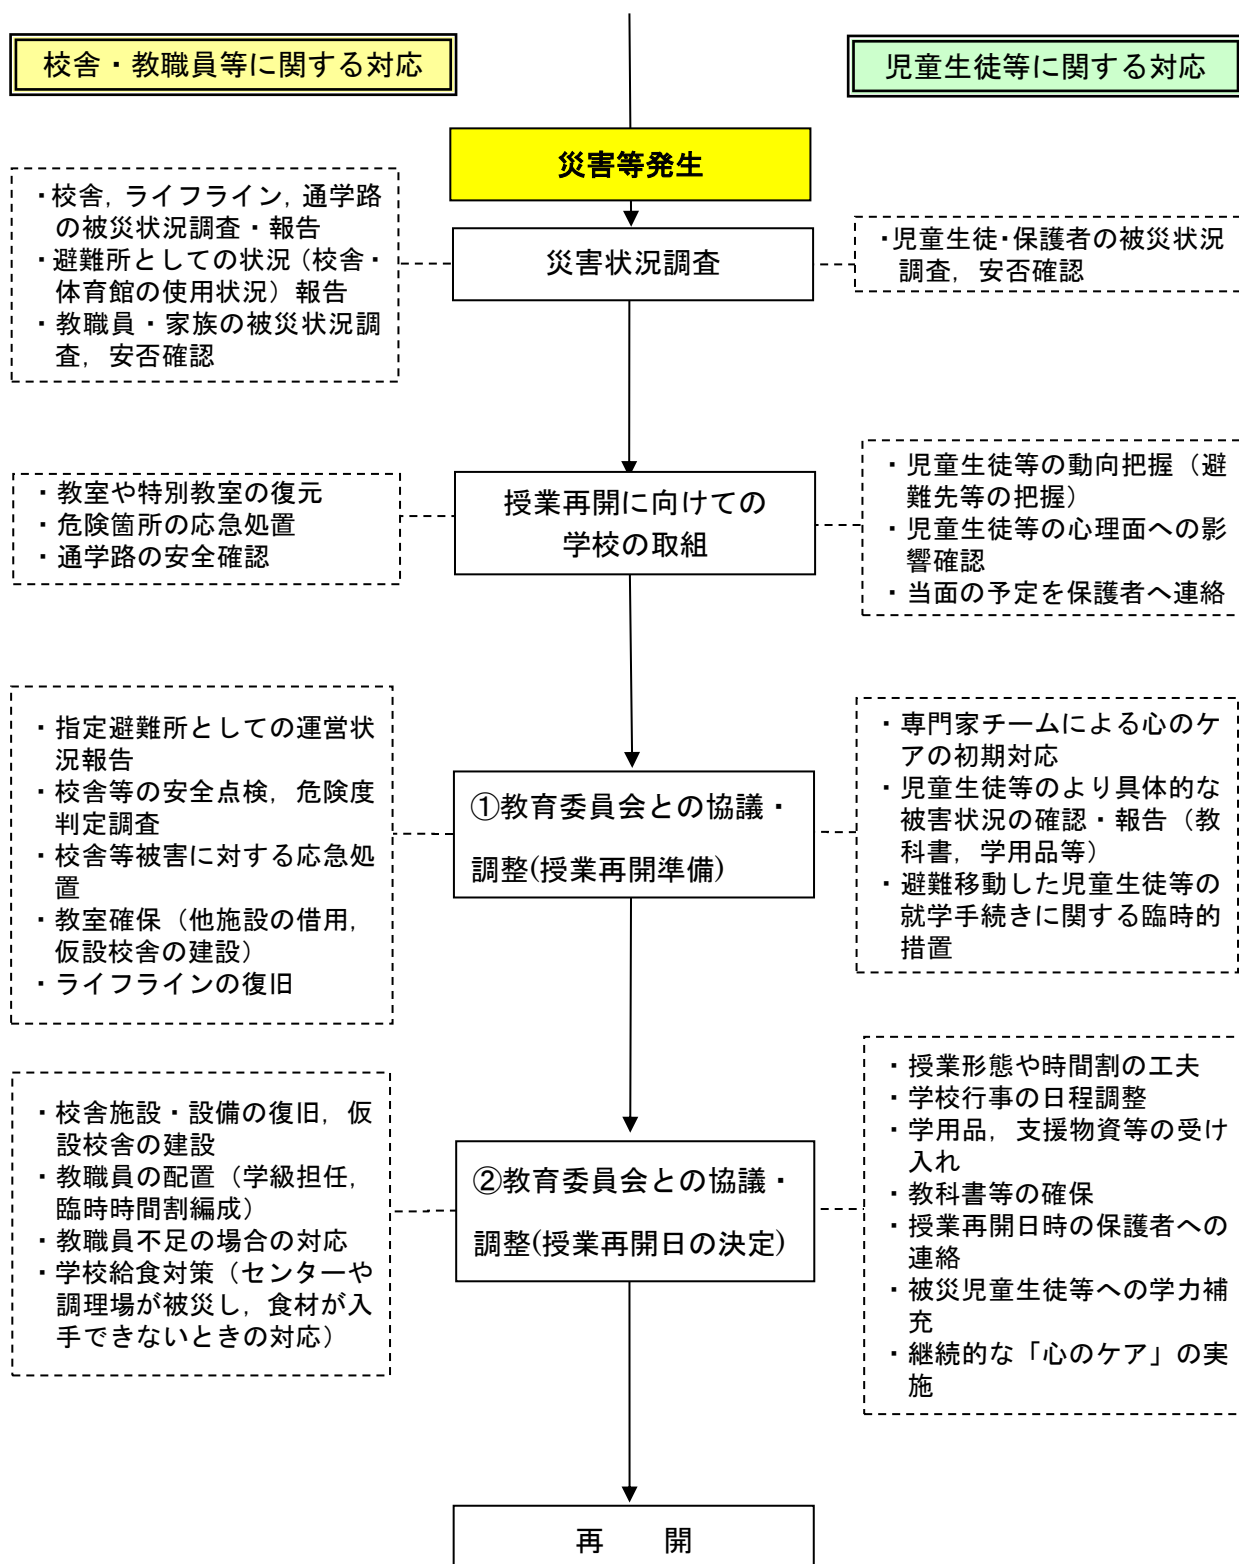 校舎・教職員等に関する対応
児童生徒等に関する対応
災害等発生
・校舎,ライフライン,通学路
の被災状況調査・報告
・避難所としての状況(校舎・
体育館の使用状況)報告
・教職員・家族の被災状況調
査,安否確認
災害状況調査
・児童生徒・保護者の被災状況
調査,安否確認
・教室や特別教室の復元
・危険箇所の応急処置
・通学路の安全確認
授業再開に向けての
学校の取組
・児童生徒等の動向把握(避
難先等の把握)
・児童生徒等の心理面への影
響確認
・当面の予定を保護者へ連絡
・指定避難所としての運営状
況報告
・校舎等の安全点検,危険度
判定調査
・校舎等被害に対する応急処
置
・教室確保(他施設の借用,
仮設校舎の建設)
・ライフラインの復旧
①教育委員会との協議・
調整(授業再開準備)
・専門家チームによる心のケ
アの初期対応
・児童生徒等のより具体的な
被害状況の確認・報告(教
科書,学用品等)
・避難移動した児童生徒等の
就学手続きに関する臨時的
措置
・校舎施設・設備の復旧,仮
設校舎の建設
・教職員の配置(学級担任,
臨時時間割編成)
・教職員不足の場合の対応
・学校給食対策(センターや
調理場が被災し,食材が入
手できないときの対応)
②教育委員会との協議・
調整(授業再開日の決定)
・授業形態や時間割の工夫
・学校行事の日程調整
・学用品,支援物資等の受け
入れ
・教科書等の確保
・授業再開日時の保護者への
連絡
・被災児童生徒等への学力補
充
・継続的な「心のケア」の実
施
再　　開